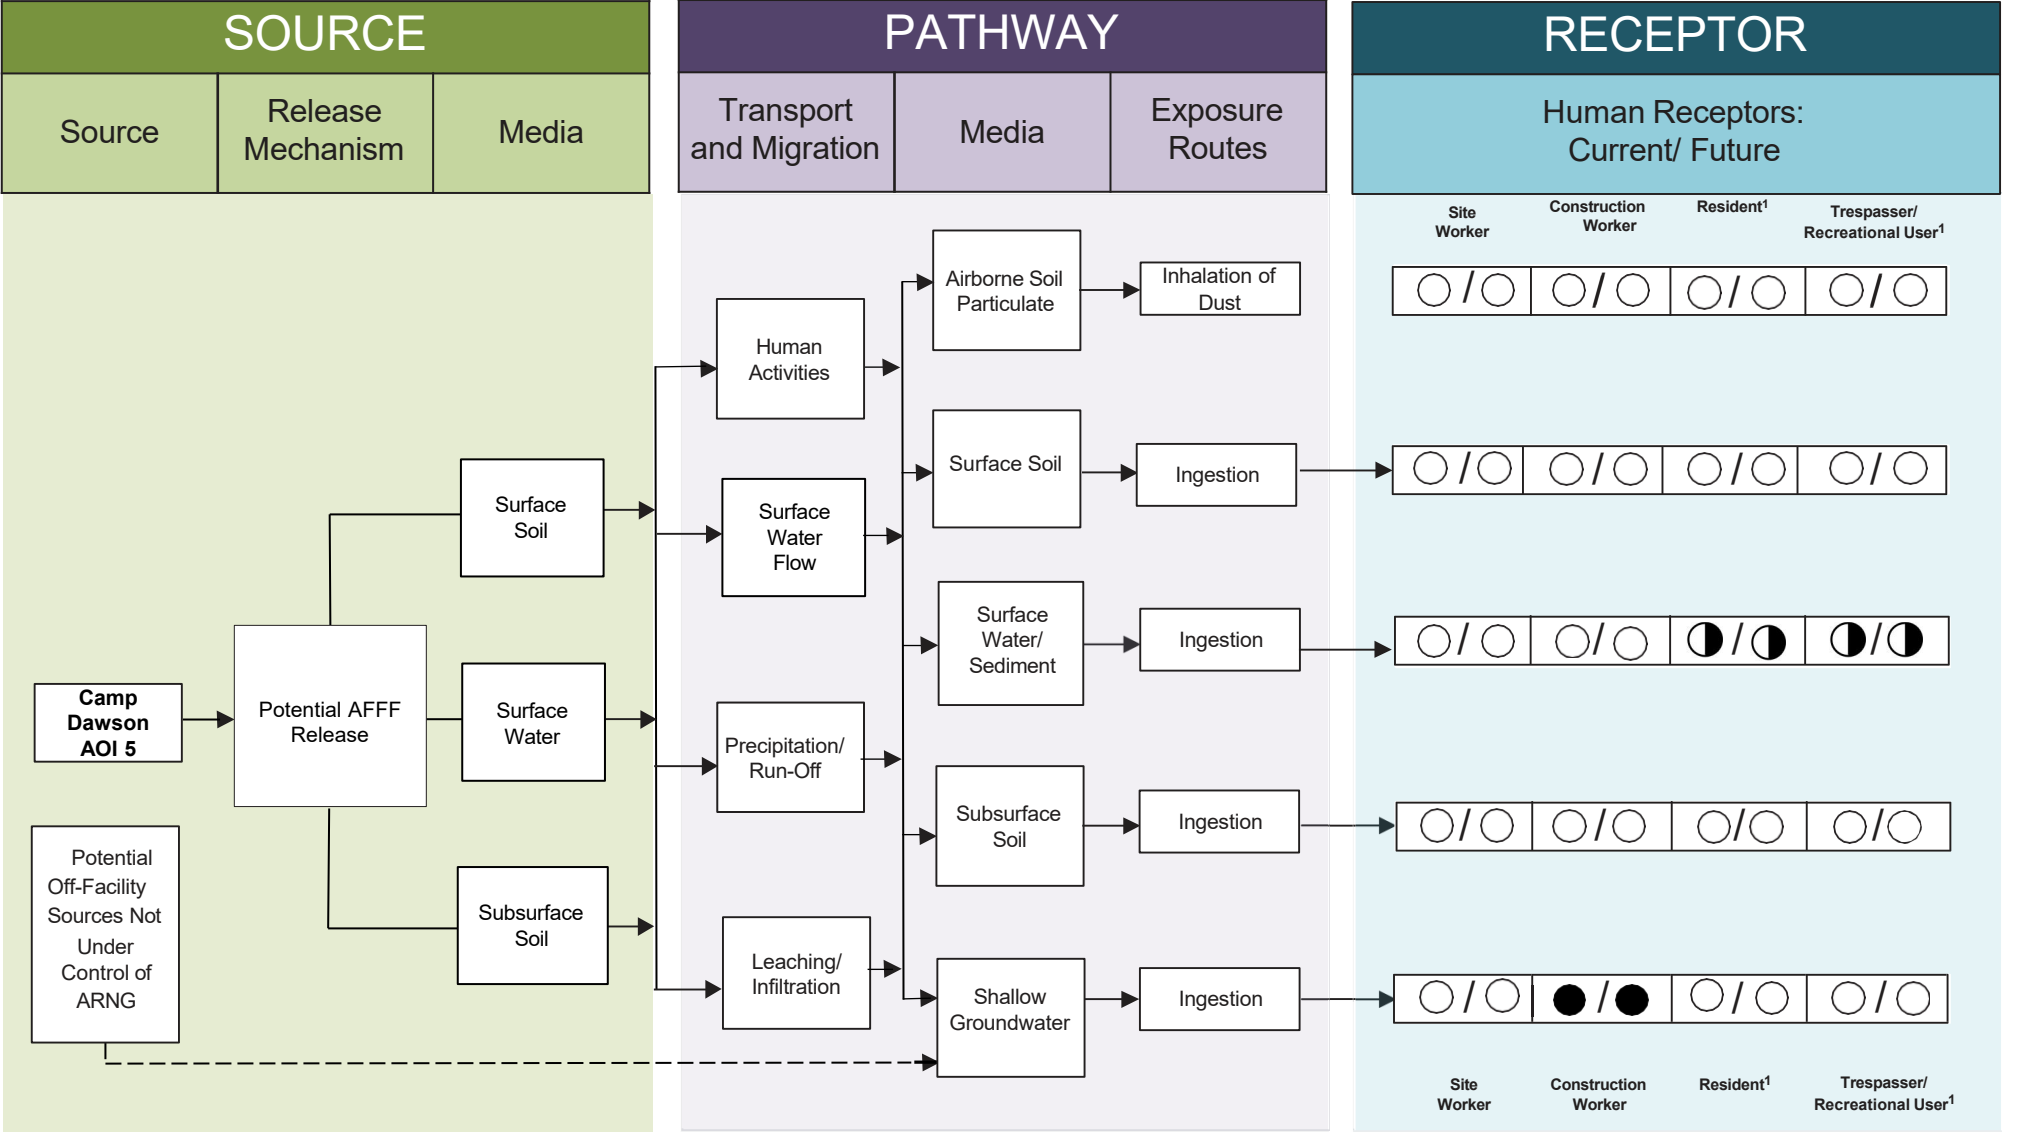 SOURCE
PATHWAY
RECEPTOR
Source
Release
Mechanism
Media
Transport
and Migration
Media
Exposure
Routes
Human Receptors:
Current/ Future
Site
Worker
Construction
Worker
Resident1
Trespasser/
Recreational User1
Airborne Soil
Particulate
Inhalation of
Dust
/
/
/
/
Human
Activities
Surface Soil
Ingestion
/
/
/
/
Surface
Soil
Surface
Water
Flow
Surface
Water/
Sediment
Ingestion
/
/
/
/
Camp
Dawson
AOI 5
Potential AFFF
Release
Surface
Water
Precipitation/
Run-Off
Subsurface
Soil
Ingestion
/
/
/
/
Potential
Off-Facility
Sources Not
Under
Control of
ARNG
Subsurface
Soil
Leaching/
Infiltration
Shallow
Groundwater
Ingestion
/
/
/
/
Site
Worker
Construction
Worker
Resident1
Trespasser/
Recreational User1